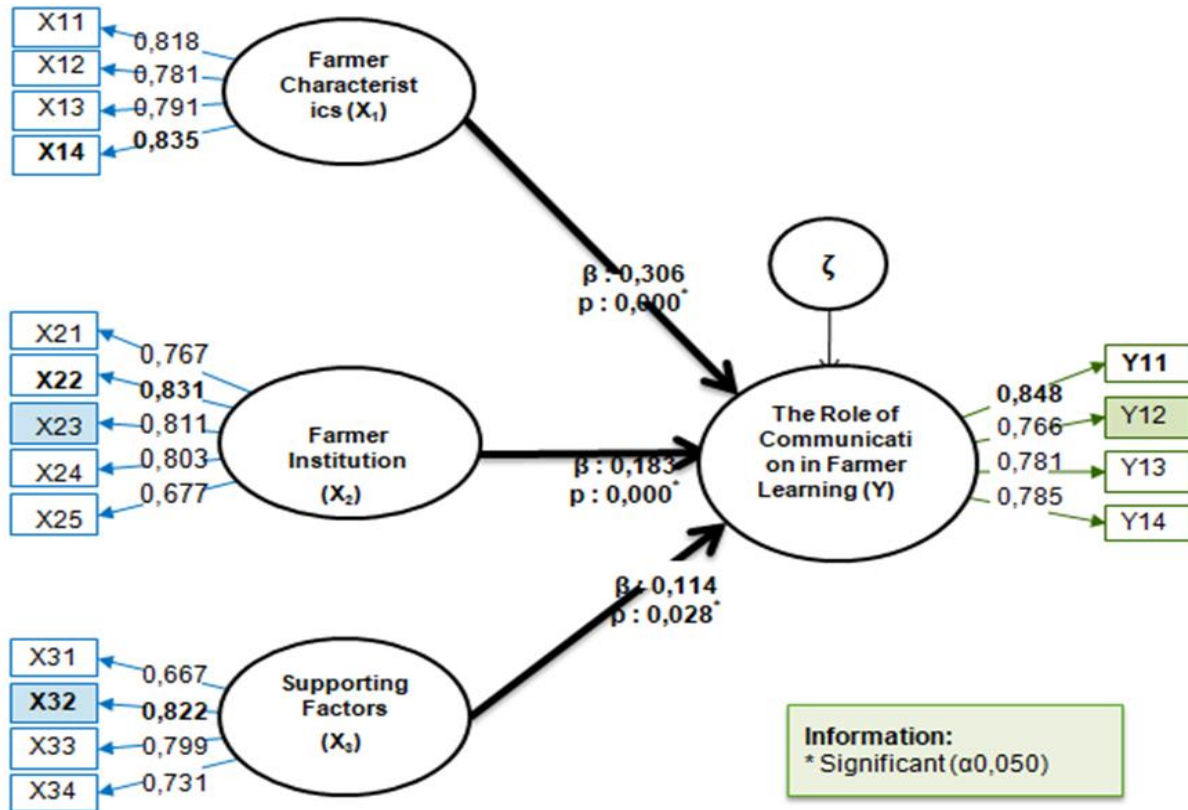 X11
0,818
X12
0,781
X13
0,791
X14
0,835
Farmer
Characterist
ics (X₁)
β : 0,306
p : 0,000*
ζ
X21
0,767
X22
0,831
X23
0,811
X24
0,803
X25
0,677
Farmer
Institution
(X₂)
β : 0,183
p : 0,000*
The Role of
Communicati
on in Farmer
Learning (Y)
0,848
Y11
0,766
Y12
0,781
Y13
0,785
Y14
β : 0,114
p : 0,028*
X31
0,667
X32
0,822
X33
0,799
X34
0,731
Supporting
Factors
(X₃)
Information:
* Significant (α0,050)